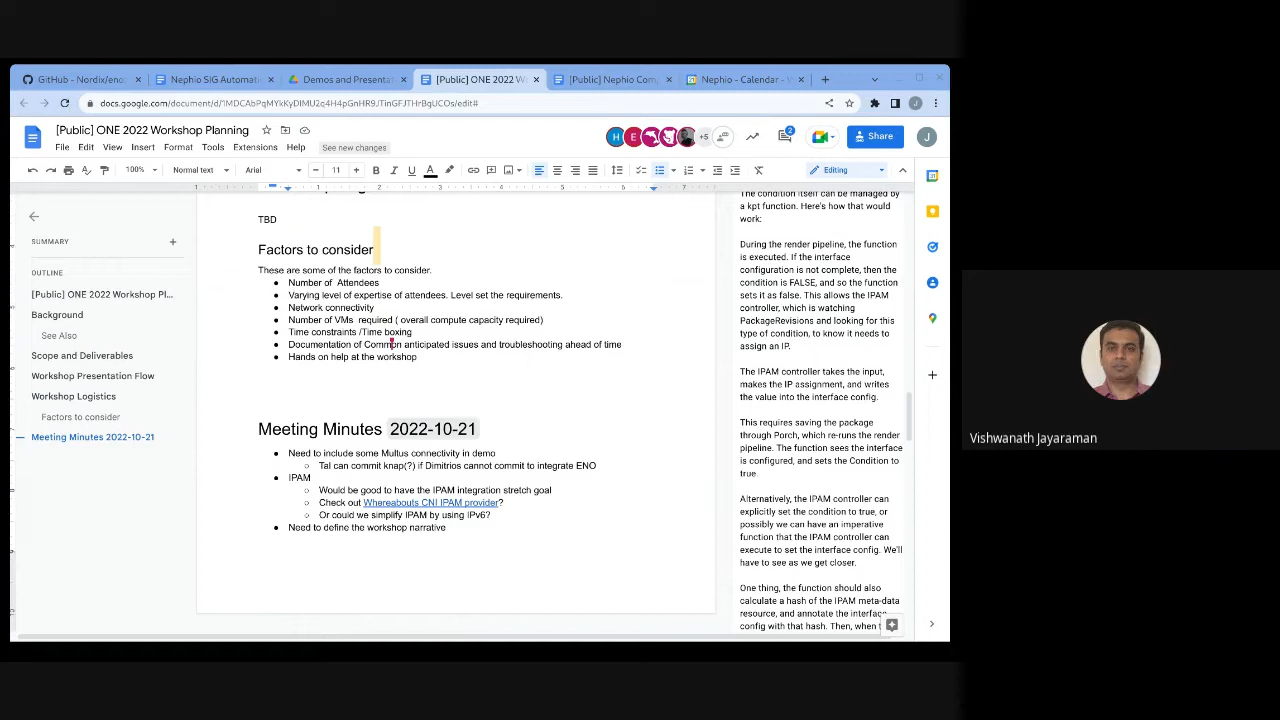 GitHub - Nordix/eno:
Nephio SIG Automati
Demos and Presenta
[Public] ONE 2022 W
[Public] Nephio Com
Nephio - Calendar - W
docs.google.com/document/d/1MDCAbPqMYkKyDIMU2q4H4pGnHR9JTinGFJTHrBqUCOs/edit#
[Public] ONE 2022 Workshop Planning
+5
2
Share
J
File Edit View Insert Format Tools Extensions Help See new changes
100% Normal text Arial 11 Editing
1 1 2 3 4 5 6 7
SUMMARY
OUTLINE
[Public] ONE 2022 Workshop Pl...
Background
See Also
Scope and Deliverables
Workshop Presentation Flow
Workshop Logistics
Factors to consider
Meeting Minutes 2022-10-21
TBD
Factors to consider
These are some of the factors to consider.
● Number of Attendees
● Varying level of expertise of attendees. Level set the requirements.
● Network connectivity
● Number of VMs required ( overall compute capacity required)
● Time constraints /Time boxing
● Documentation of Common anticipated issues and troubleshooting ahead of time
● Hands on help at the workshop
Meeting Minutes 2022-10-21
● Need to include some Multus connectivity in demo
○ Tal can commit knap(?) if Dimitrios cannot commit to integrate ENO
● IPAM
○ Would be good to have the IPAM integration stretch goal
○ Check out Whereabouts CNI IPAM provider?
○ Or could we simplify IPAM by using IPv6?
● Need to define the workshop narrative
The condition itself can be managed by
a kpt function. Here's how that would
work:
During the render pipeline, the function
is executed. If the interface
configuration is not complete, then the
condition is FALSE, and so the function
sets it as false. This allows the IPAM
controller, which is watching
PackageRevisions and looking for this
type of condition, to know it needs to
assign an IP.
The IPAM controller takes the input,
makes the IP assignment, and writes
the value into the interface config.
This requires saving the package
through Porch, which re-runs the render
pipeline. The function sees the interface
is configured, and sets the Condition to
true.
Alternatively, the IPAM controller can
explicitly set the condition to true, or
possibly we can have an imperative
function that the IPAM controller can
execute to set the interface config. We'll
have to see as we get closer.
One thing, the function should also
calculate a hash of the IPAM meta-data
resource, and annotate the interface
config with that hash. Then, when
Vishwanath Jayaraman